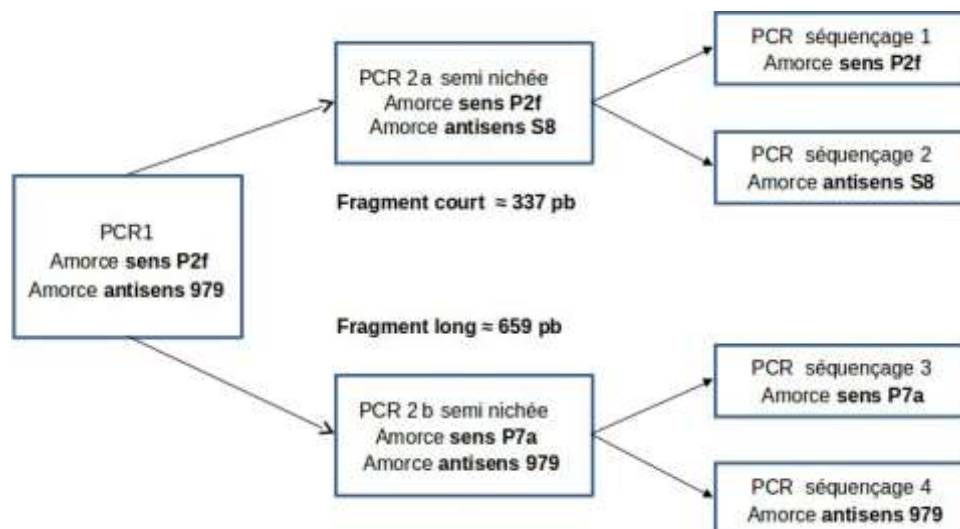 PCR1
Amorce sens P2f
Amorce antisens 979
PCR 2a semi nichée
Amorce sens P2f
Amorce antisens S8
Fragment court ≈ 337 pb
Fragment long ≈ 659 pb
PCR 2b semi nichée
Amorce sens P7a
Amorce antisens 979
PCR séquençage 1
Amorce sens P2f
PCR séquençage 2
Amorce antisens S8
PCR séquençage 3
Amorce sens P7a
PCR séquençage 4
Amorce antisens 979